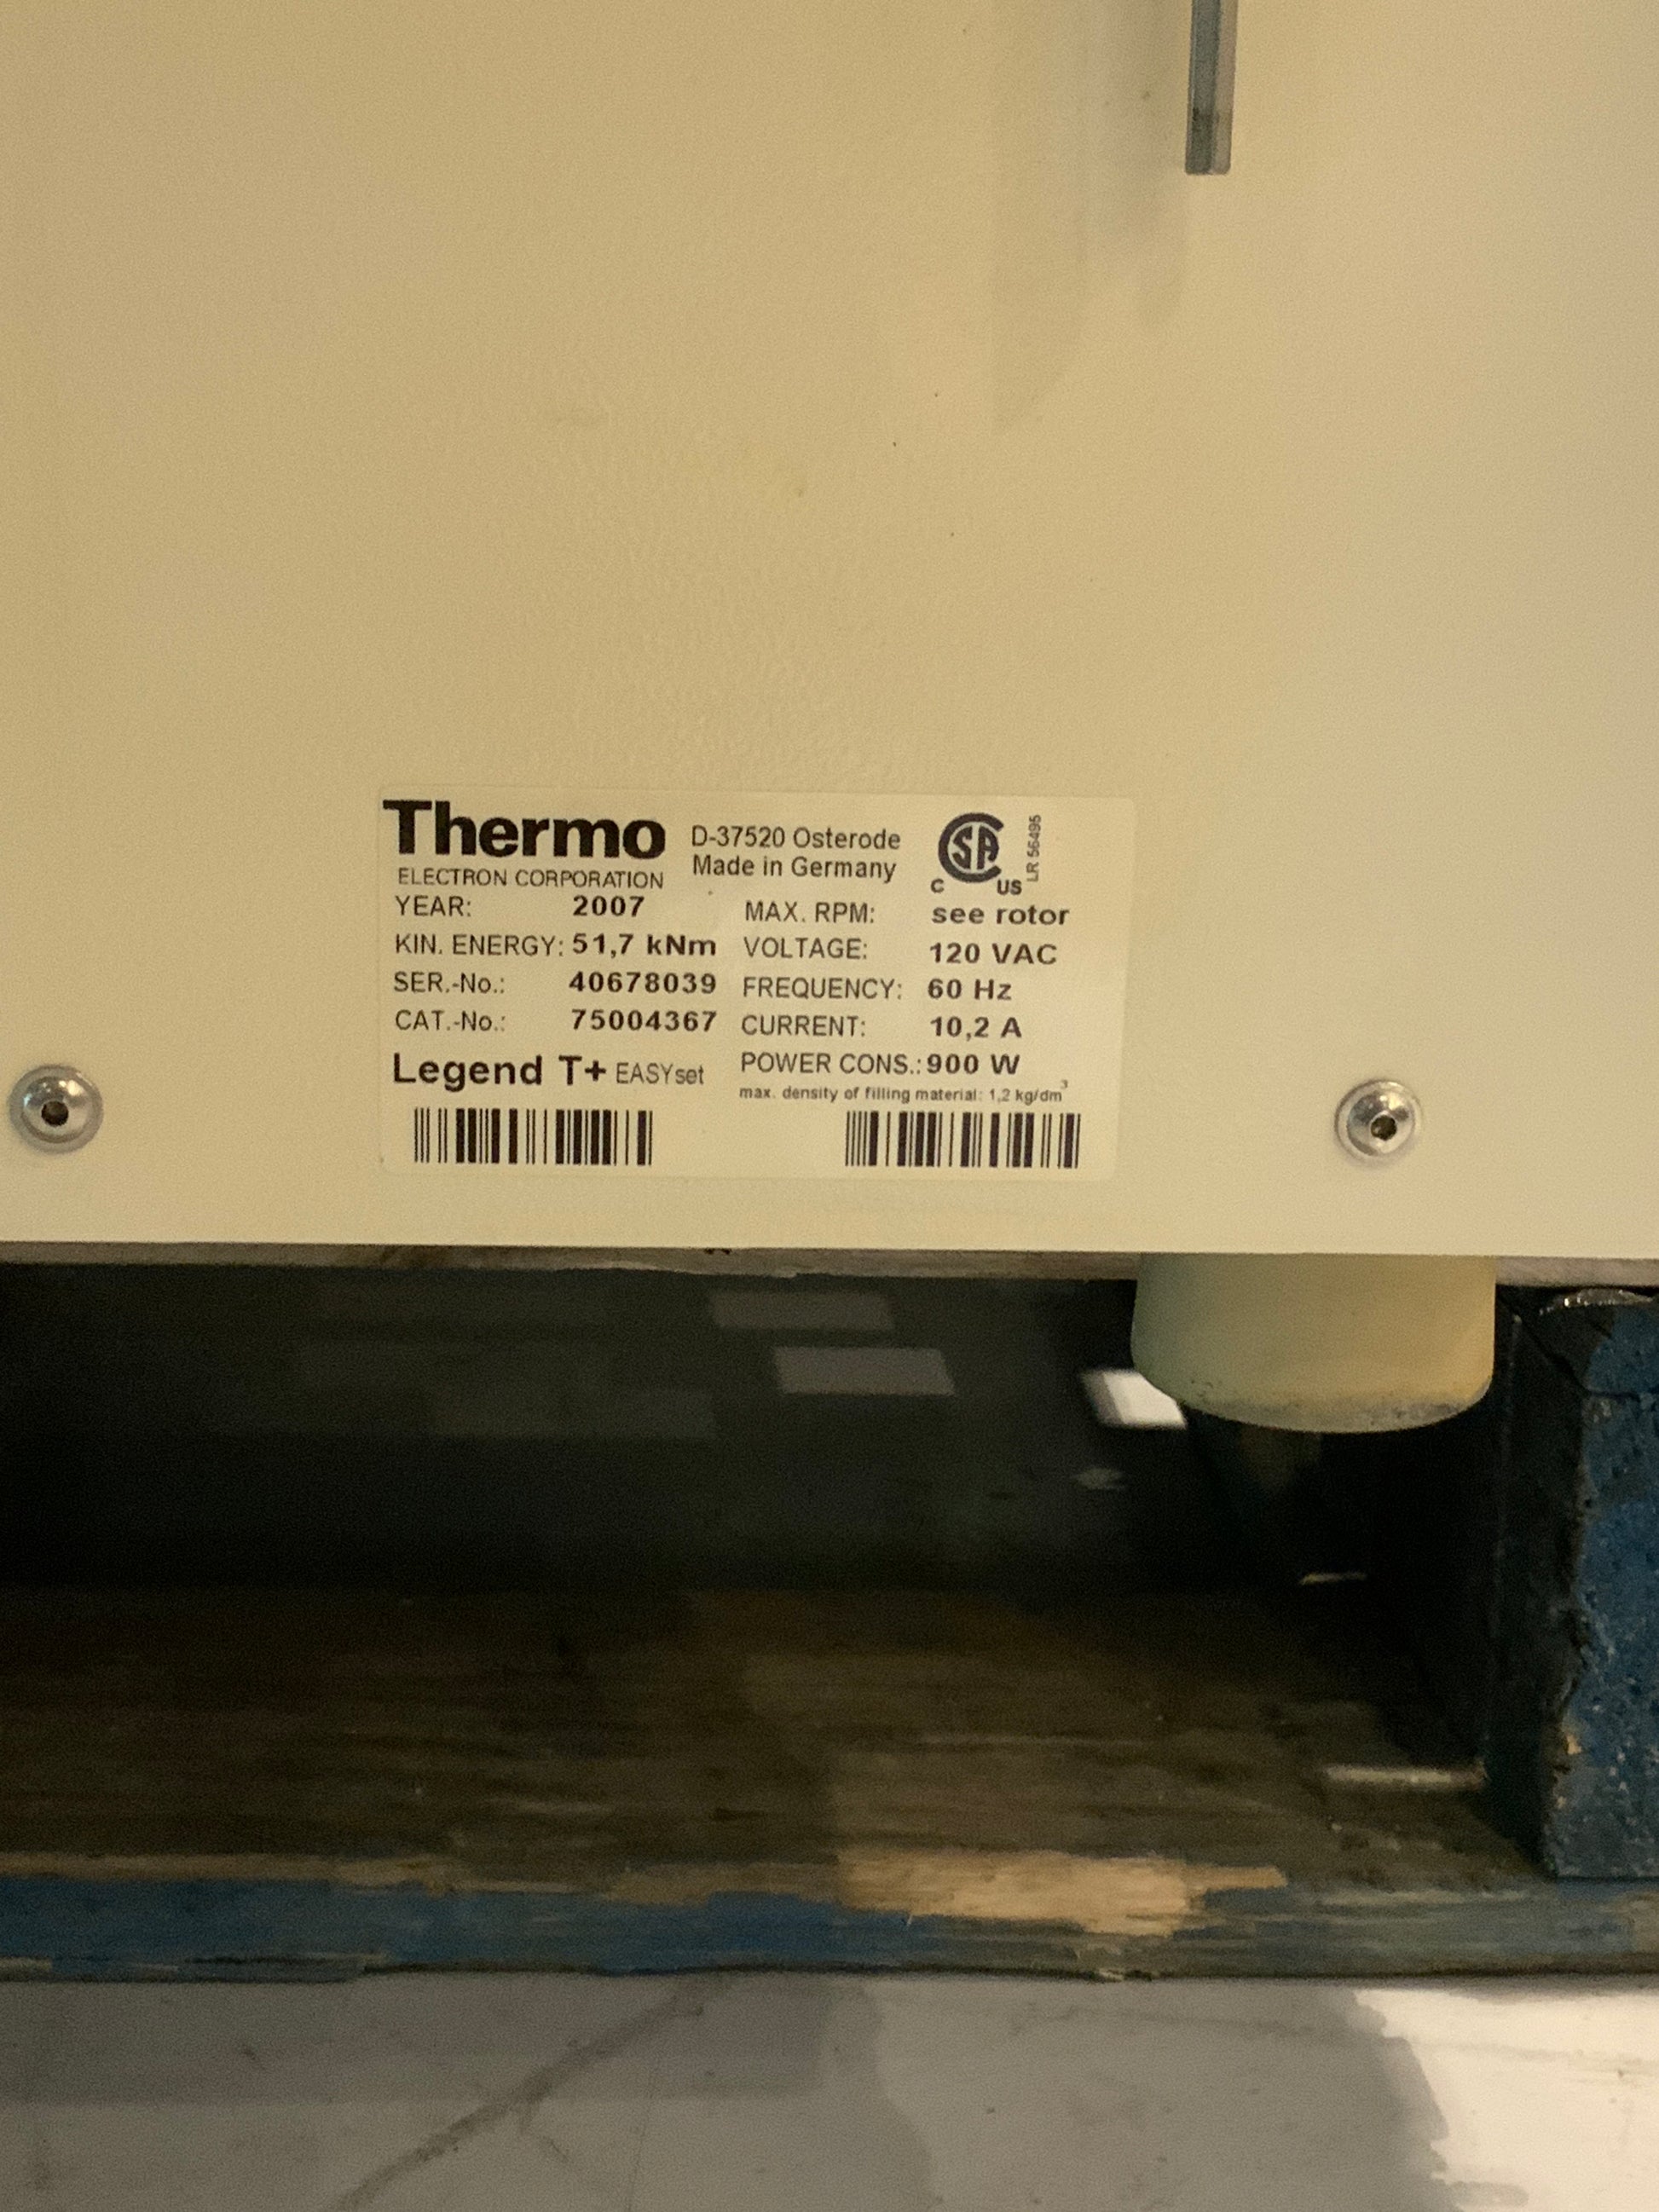 Thermo
ELECTRON CORPORATION
D-37520 Osterode
Made in Germany
CSA
C US
LR 56495
YEAR: 2007
KIN. ENERGY: 51,7 kNm
SER.-No.: 40678039
CAT.-No.: 75004367
Legend T+ EASYset
MAX. RPM: see rotor
VOLTAGE: 120 VAC
FREQUENCY: 60 Hz
CURRENT: 10,2 A
POWER CONS.: 900 W
max. density of filling material: 1,2 kg/dm³